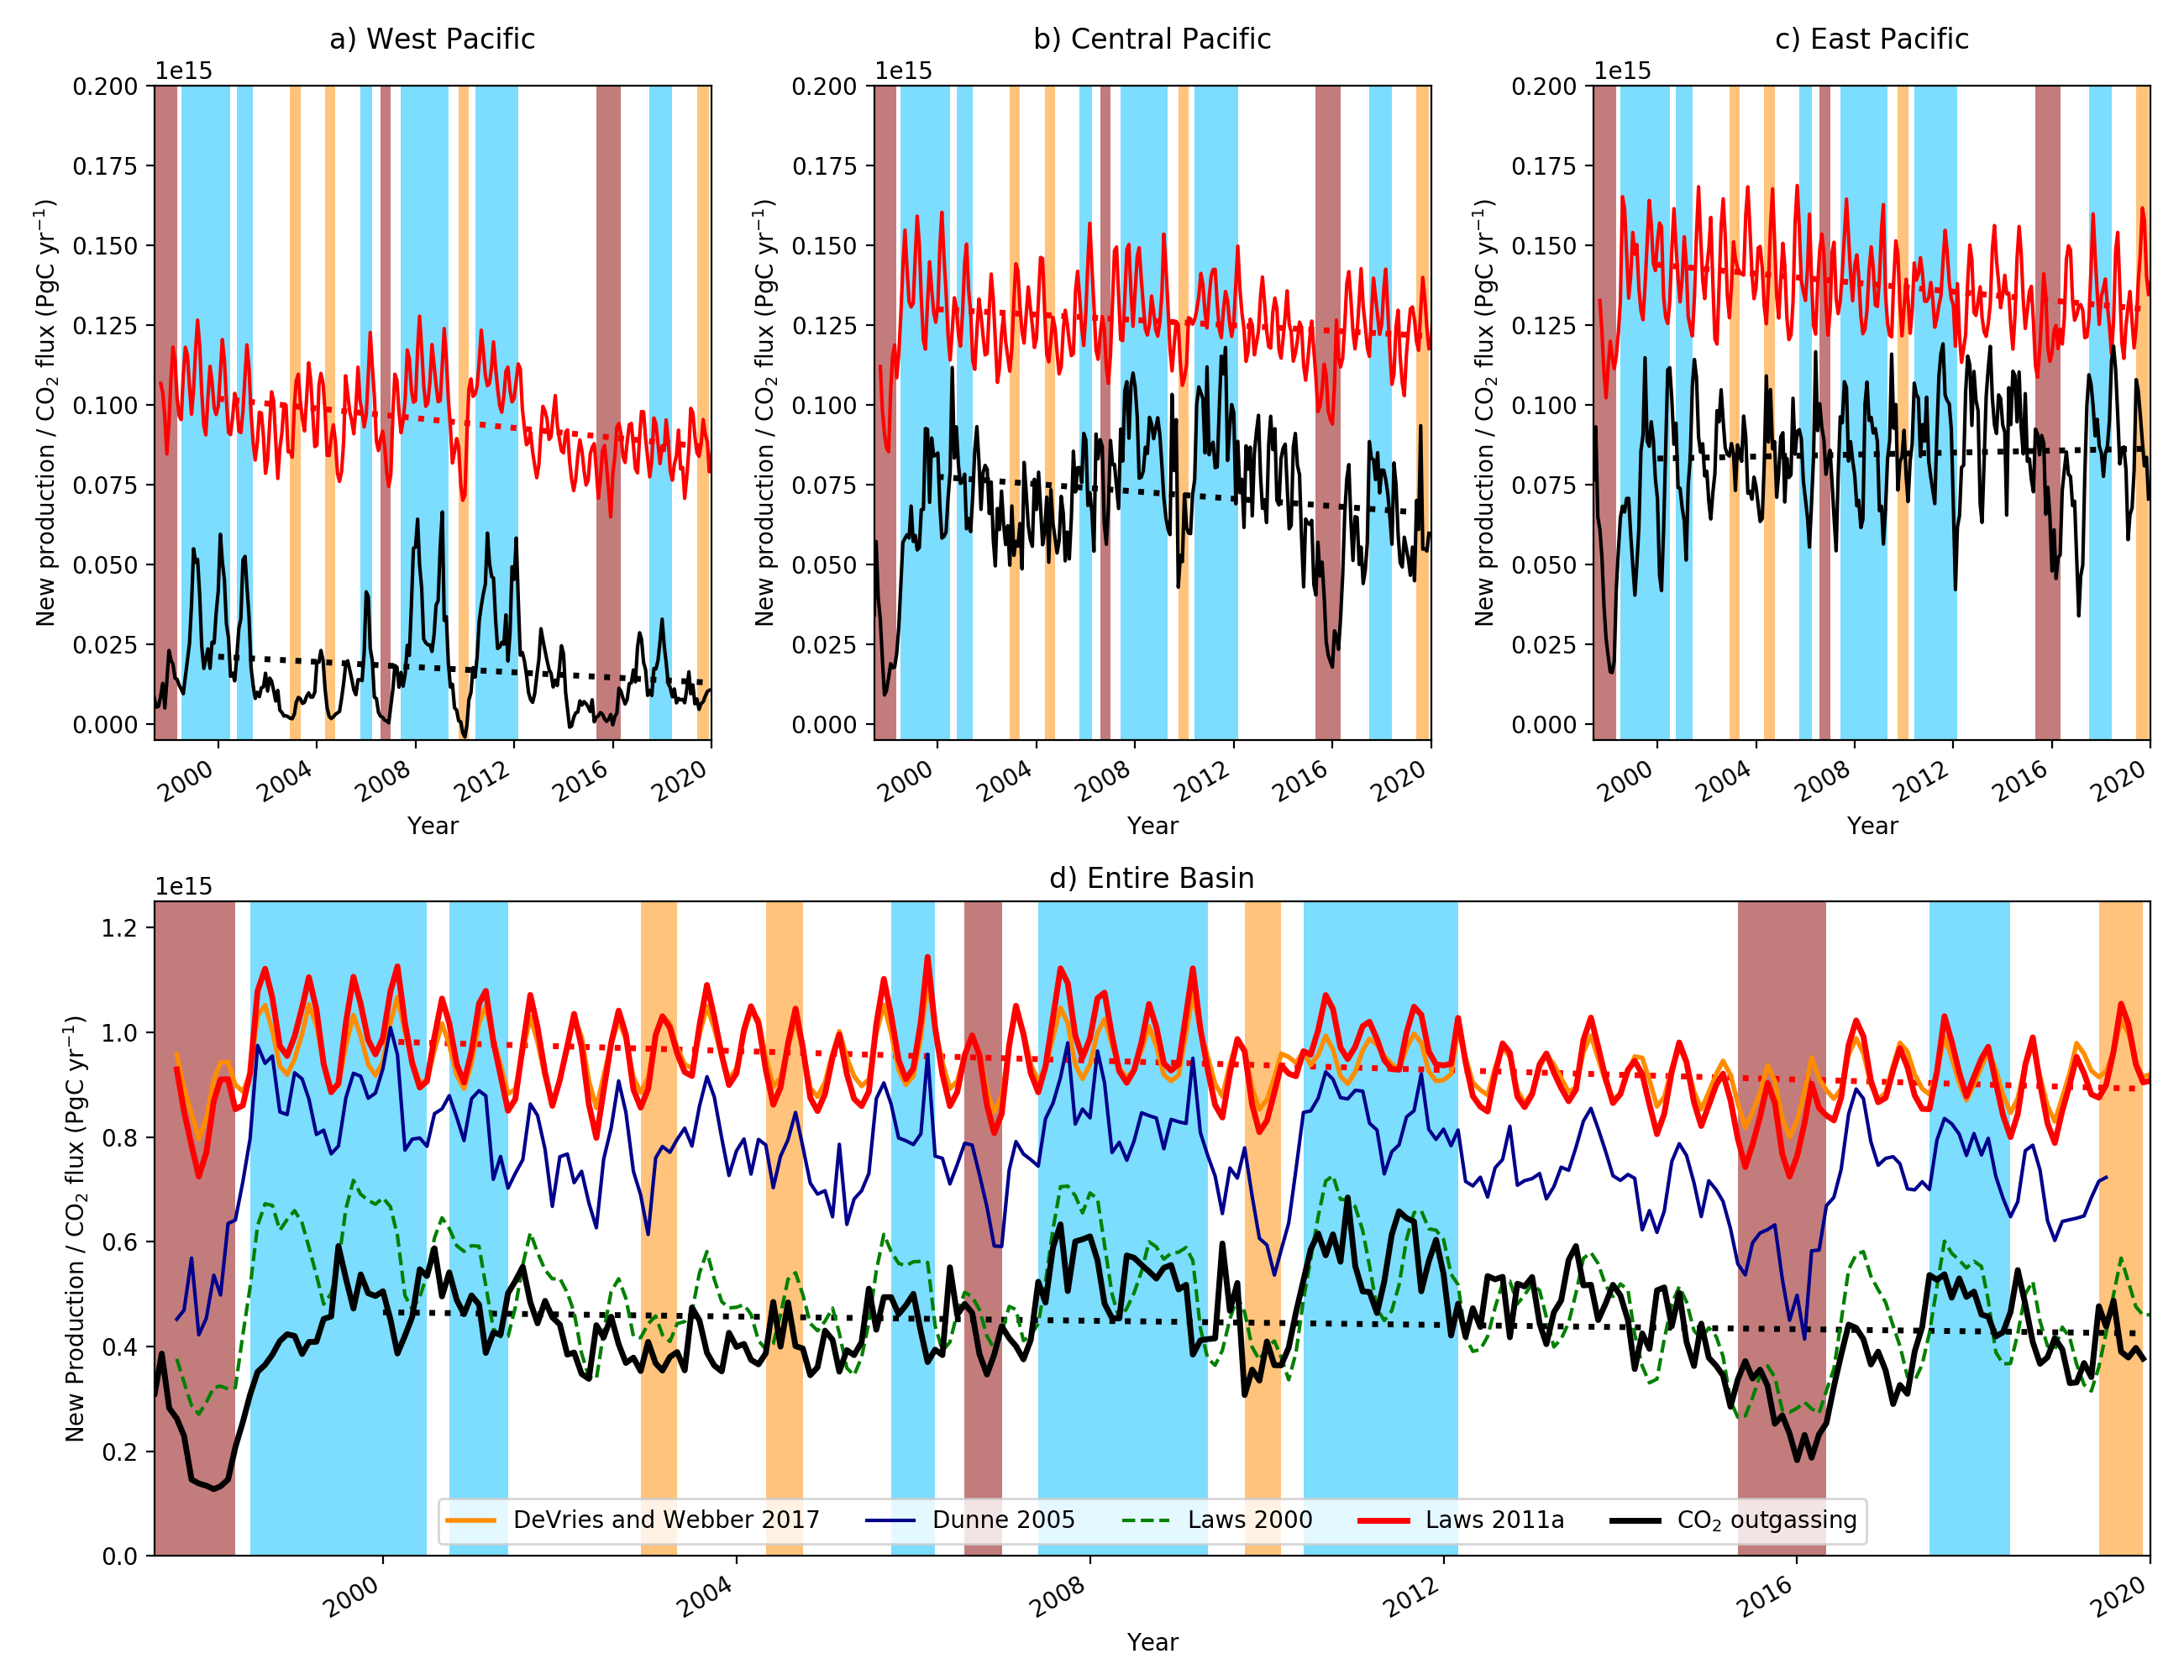 a) West Pacific
b) Central Pacific
c) East Pacific
1e15
1e15
1e15
New production / CO₂ flux (PgC yr⁻¹)
0.200
0.175
0.150
0.125
0.100
0.075
0.050
0.025
0.000
2000
2004
2008
2012
2016
2020
Year
New production / CO₂ flux (PgC yr⁻¹)
0.200
0.175
0.150
0.125
0.100
0.075
0.050
0.025
0.000
2000
2004
2008
2012
2016
2020
Year
New production / CO₂ flux (PgC yr⁻¹)
0.200
0.175
0.150
0.125
0.100
0.075
0.050
0.025
0.000
2000
2004
2008
2012
2016
2020
Year
d) Entire Basin
1e15
New Production / CO₂ flux (PgC yr⁻¹)
1.2
1.0
0.8
0.6
0.4
0.2
0.0
DeVries and Webber 2017
Dunne 2005
Laws 2000
Laws 2011a
CO₂ outgassing
2000
2004
2008
2012
2016
2020
Year